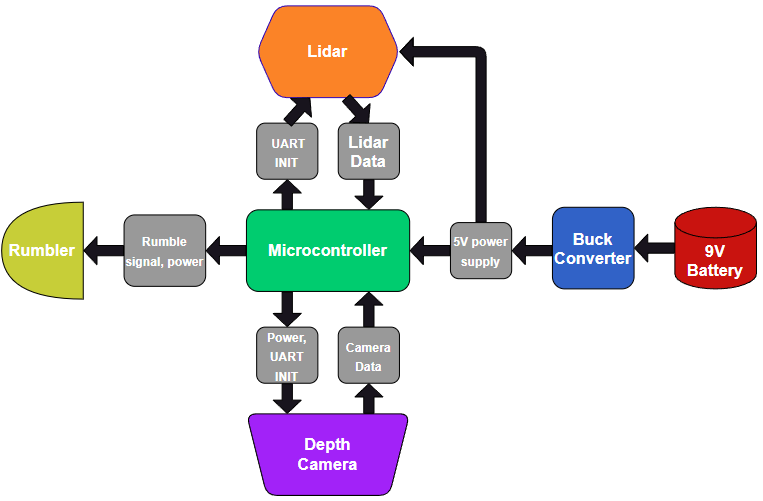 Lidar
UART
INIT
Lidar
Data
Rumbler
Rumble
signal, power
Microcontroller
5V power
supply
Buck
Converter
9V
Battery
Power,
UART
INIT
Camera
Data
Depth
Camera